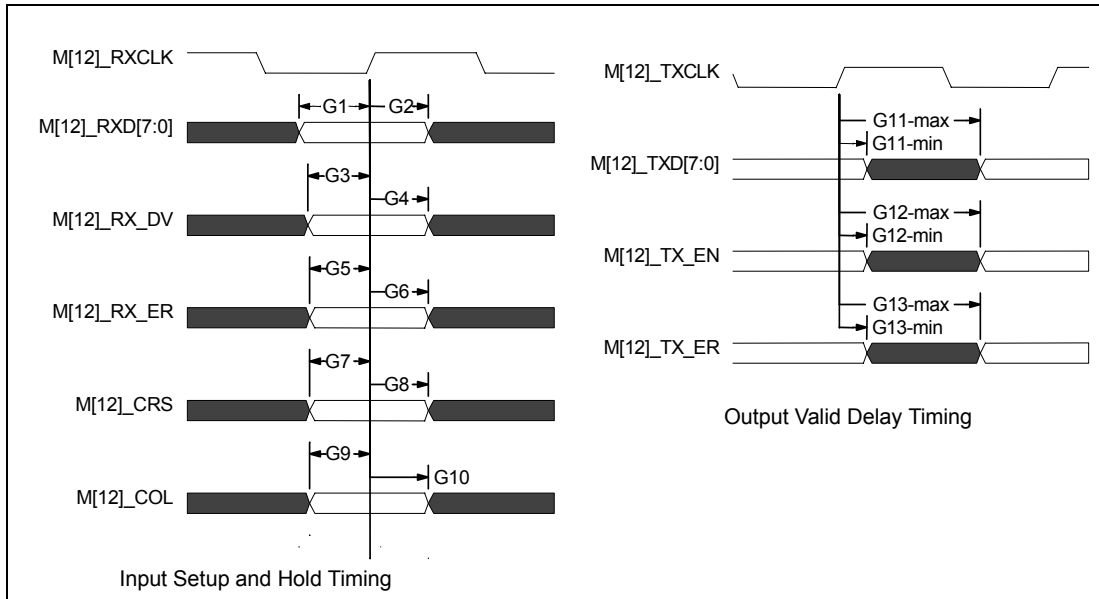 M[12]_RXCLK
G1
G2
M[12]_RXD[7:0]
G3
G4
M[12]_RX_DV
G5
G6
M[12]_RX_ER
G7
G8
M[12]_CRS
G9
G10
M[12]_COL
Input Setup and Hold Timing
M[12]_TXCLK
G11-max
G11-min
M[12]_TXD[7:0]
G12-max
G12-min
M[12]_TX_EN
G13-max
G13-min
M[12]_TX_ER
Output Valid Delay Timing